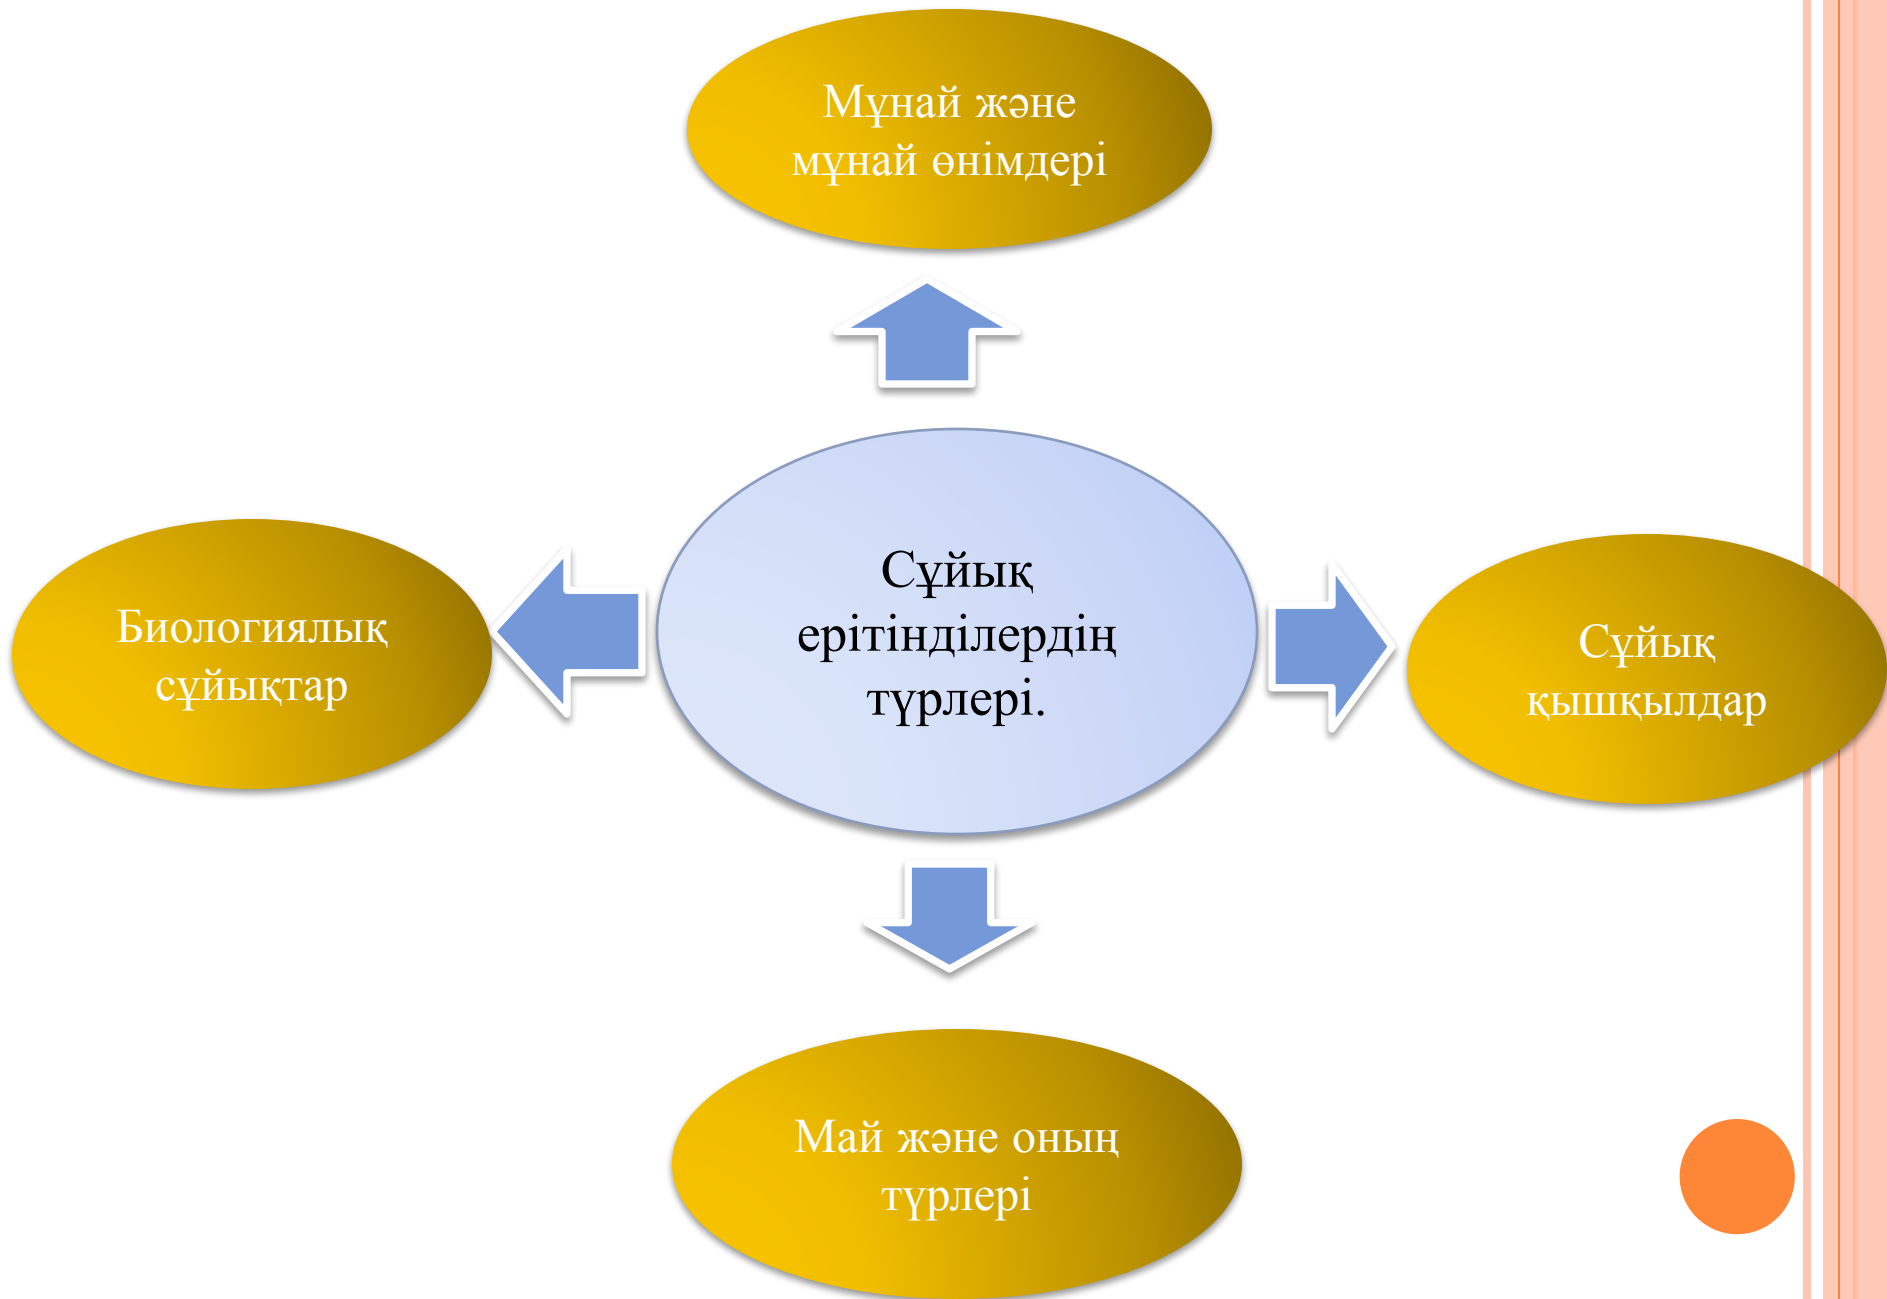 Мұнай және
мұнай өнімдері
Биологиялық
сұйықтар
Сұйық
ерітінділердің
түрлері.
Сұйық
қышқылдар
Май және оның
түрлері